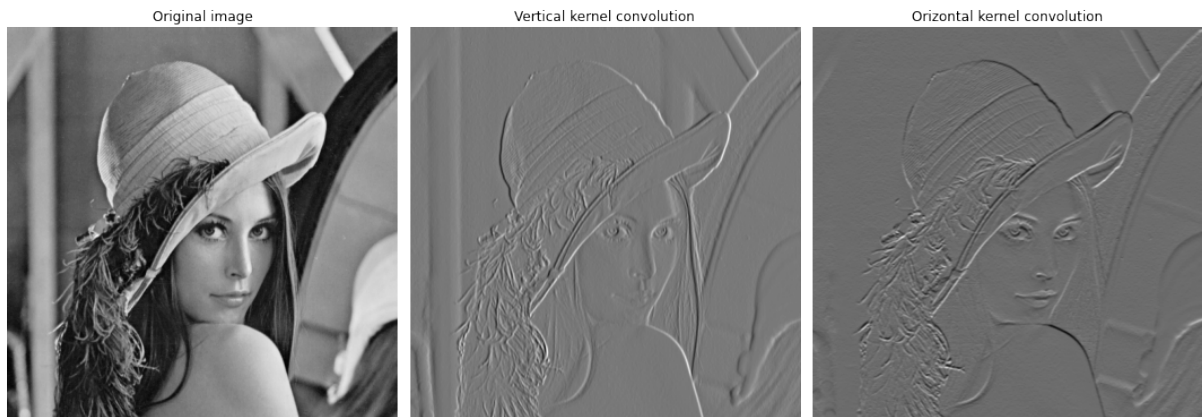 Original image
Vertical kernel convolution
Orizontal kernel convolution